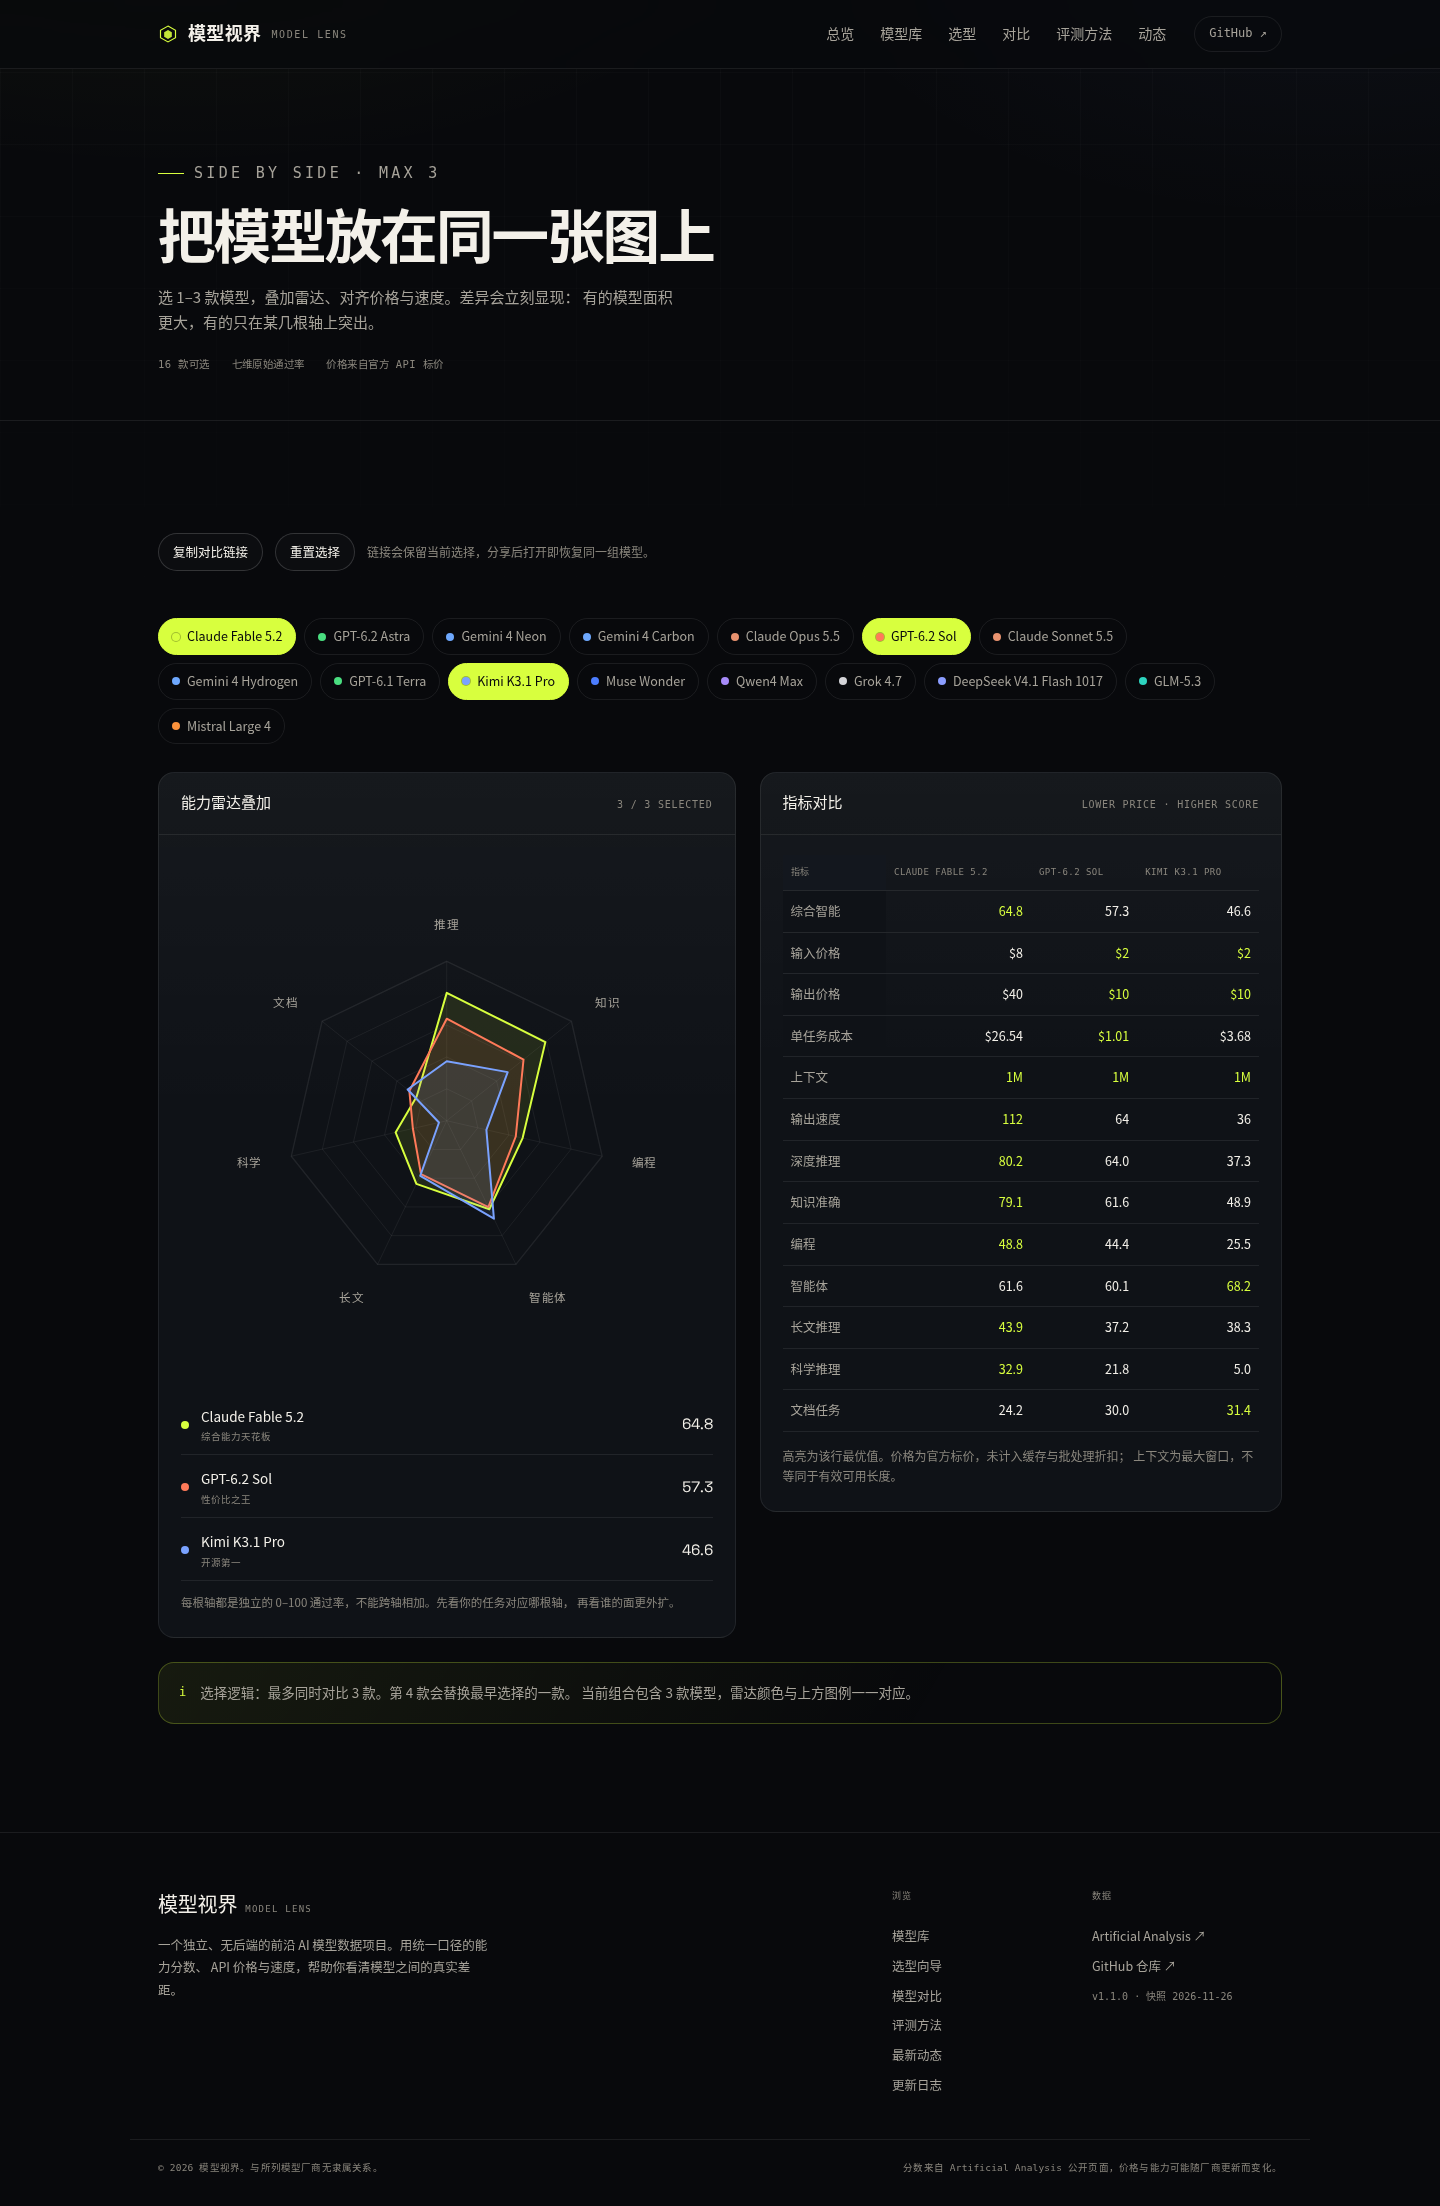 模型视界 MODEL LENS
总览 模型库 选型 对比 评测方法 动态 GitHub ↗
SIDE BY SIDE · MAX 3
把模型放在同一张图上
选 1–3 款模型，叠加雷达、对齐价格与速度。差异会立刻显现： 有的模型面积
更大，有的只在某几根轴上突出。
16 款可选 七维原始通过率 价格来自官方 API 标价
复制对比链接 重置选择 链接会保留当前选择，分享后打开即恢复同一组模型。
Claude Fable 5.2 GPT-6.2 Astra Gemini 4 Neon Gemini 4 Carbon Claude Opus 5.5 GPT-6.2 Sol Claude Sonnet 5.5
Gemini 4 Hydrogen GPT-6.1 Terra Kimi K3.1 Pro Muse Wonder Qwen4 Max Grok 4.7 DeepSeek V4.1 Flash 1017 GLM-5.3
Mistral Large 4
能力雷达叠加 3 / 3 SELECTED
推理
文档 知识
科学 编程
长文 智能体
Claude Fable 5.2 64.8
综合能力天花板
GPT-6.2 Sol 57.3
性价比之王
Kimi K3.1 Pro 46.6
开源第一
每根轴都是独立的 0–100 通过率，不能跨轴相加。先看你的任务对应哪根轴， 再看谁的面更外扩。
指标对比 LOWER PRICE · HIGHER SCORE
指标 CLAUDE FABLE 5.2 GPT-6.2 SOL KIMI K3.1 PRO
综合智能 64.8 57.3 46.6
输入价格 $8 $2 $2
输出价格 $40 $10 $10
单任务成本 $26.54 $1.01 $3.68
上下文 1M 1M 1M
输出速度 112 64 36
深度推理 80.2 64.0 37.3
知识准确 79.1 61.6 48.9
编程 48.8 44.4 25.5
智能体 61.6 60.1 68.2
长文推理 43.9 37.2 38.3
科学推理 32.9 21.8 5.0
文档任务 24.2 30.0 31.4
高亮为该行最优值。价格为官方标价，未计入缓存与批处理折扣； 上下文为最大窗口，不
等同于有效可用长度。
i 选择逻辑：最多同时对比 3 款。第 4 款会替换最早选择的一款。 当前组合包含 3 款模型，雷达颜色与上方图例一一对应。
模型视界 MODEL LENS
一个独立、无后端的前沿 AI 模型数据项目。用统一口径的能
力分数、 API 价格与速度，帮助你看清模型之间的真实差
距。
浏览
模型库
选型向导
模型对比
评测方法
最新动态
更新日志
数据
Artificial Analysis ↗
GitHub 仓库 ↗
v1.1.0 · 快照 2026-11-26
© 2026 模型视界。与所列模型厂商无隶属关系。
分数来自 Artificial Analysis 公开页面，价格与能力可能随厂商更新而变化。